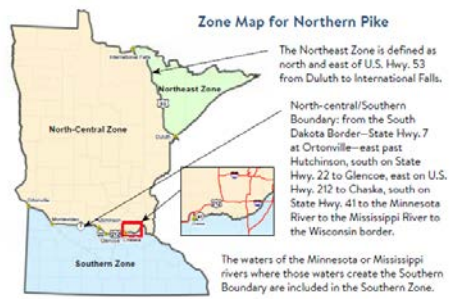 Zone Map for Northern Pike
The Northeast Zone is defined as
north and east of U.S. Hwy. 53
from Duluth to International Falls.
International Falls
Northeast Zone
North-Central Zone
Duluth
North-central/Southern
Boundary: from the South
Dakota Border—State Hwy. 7
at Ortonville—east past
Hutchinson, south on State
Hwy. 22 to Glencoe, east on U.S.
Hwy. 212 to Chaska, south on
State Hwy. 41 to the Minnesota
River to the Mississippi River to
the Wisconsin border.
Ortonville
Montevideo
7
Hutchinson
Glencoe
Chaska
Southern Zone
The waters of the Minnesota or Mississippi
rivers where those waters create the Southern
Boundary are included in the Southern Zone.